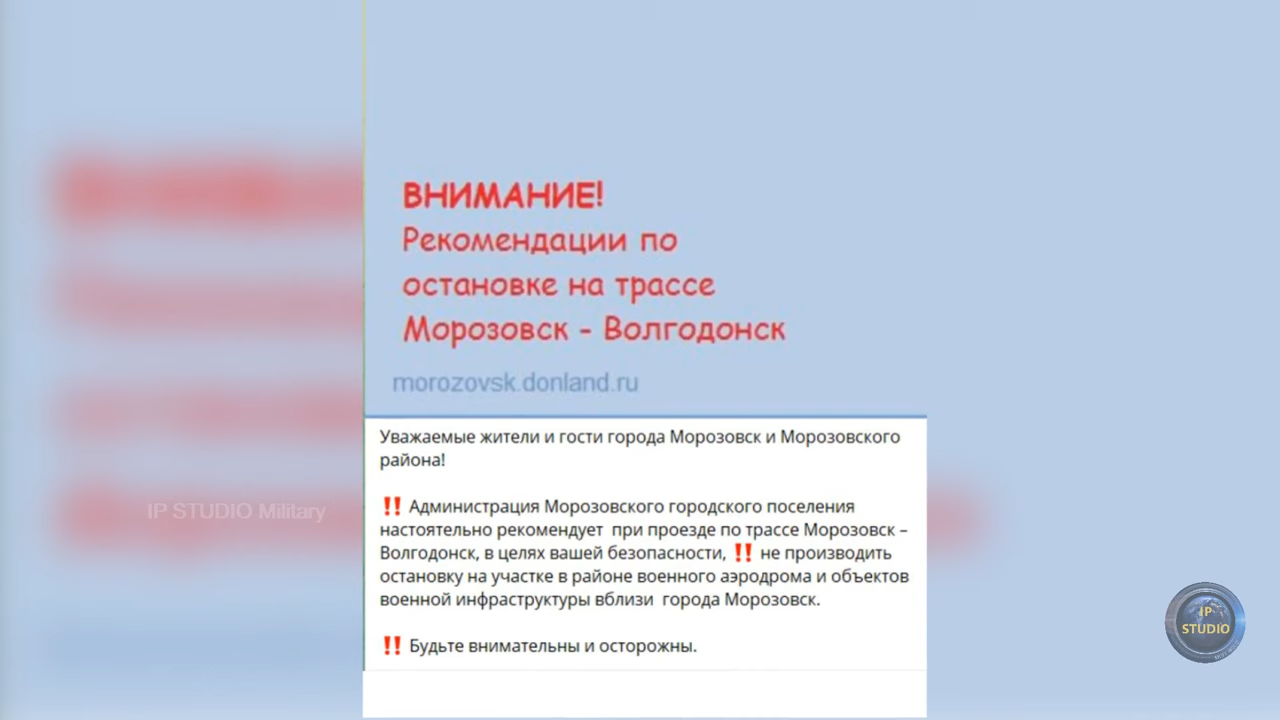 ВНИМАНИЕ!
Рекомендации по
остановке на трассе
Морозовск - Волгодонск
morozovsk.donland.ru
Уважаемые жители и гости города Морозовск и Морозовского
района!
‼ Администрация Морозовского городского поселения
настоятельно рекомендует при проезде по трассе Морозовск –
Волгодонск, в целях вашей безопасности, ‼ не производить
остановку на участке в районе военного аэродрома и объектов
военной инфраструктуры вблизи города Морозовск.
‼ Будьте внимательны и осторожны.
IP STUDIO Military
IP
STUDIO